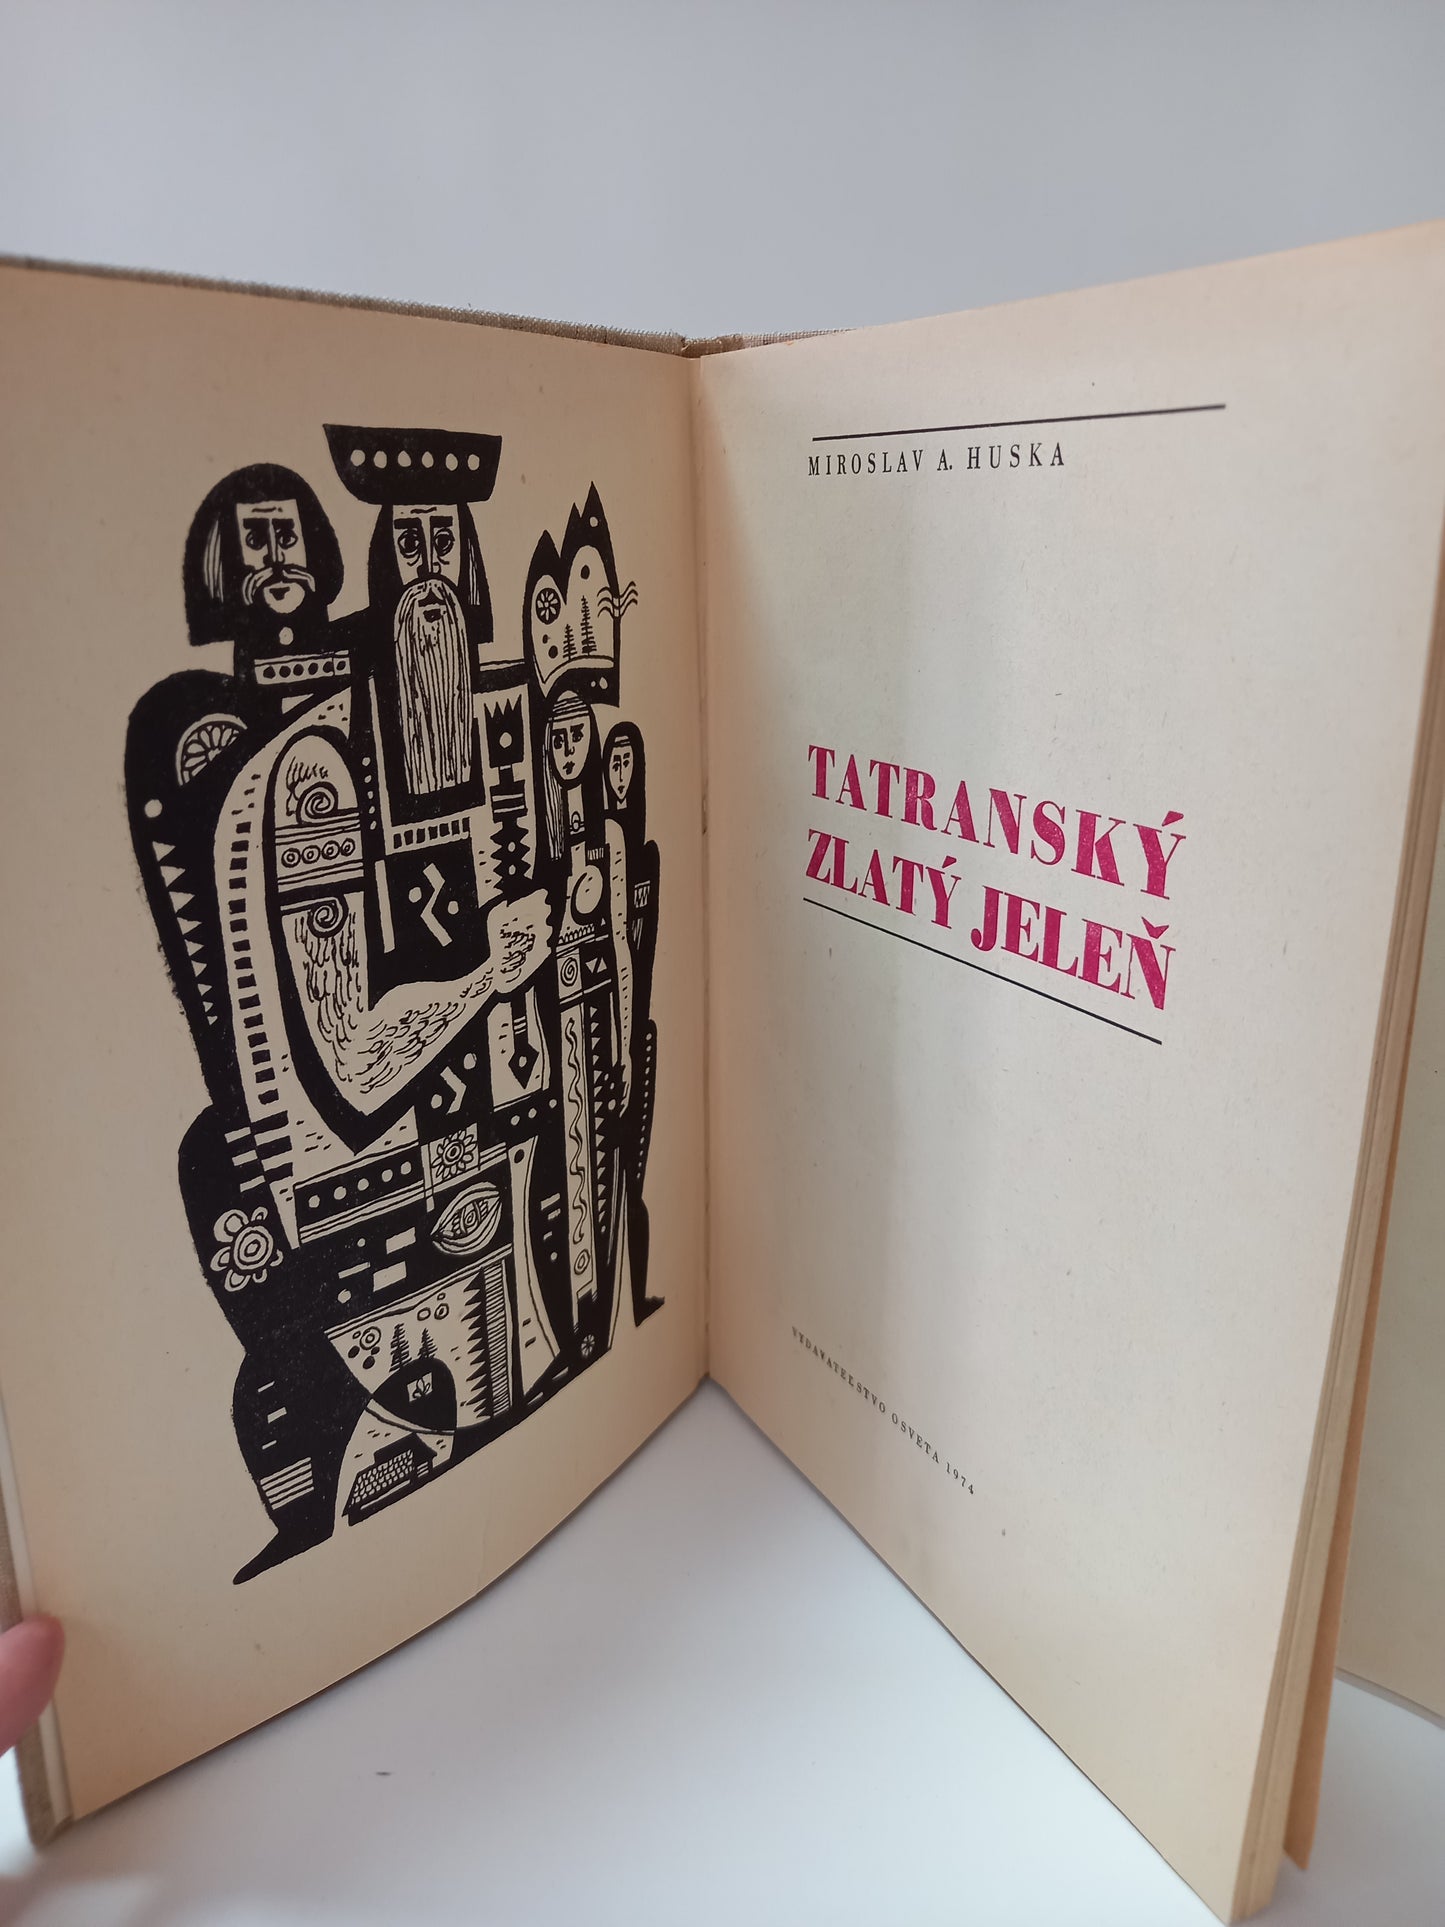 MIROSLAV A. HUSKA
TATRANSKÝ
ZLATÝ JELEŇ
VYDAVATEĽSTVO OSVETA 1974